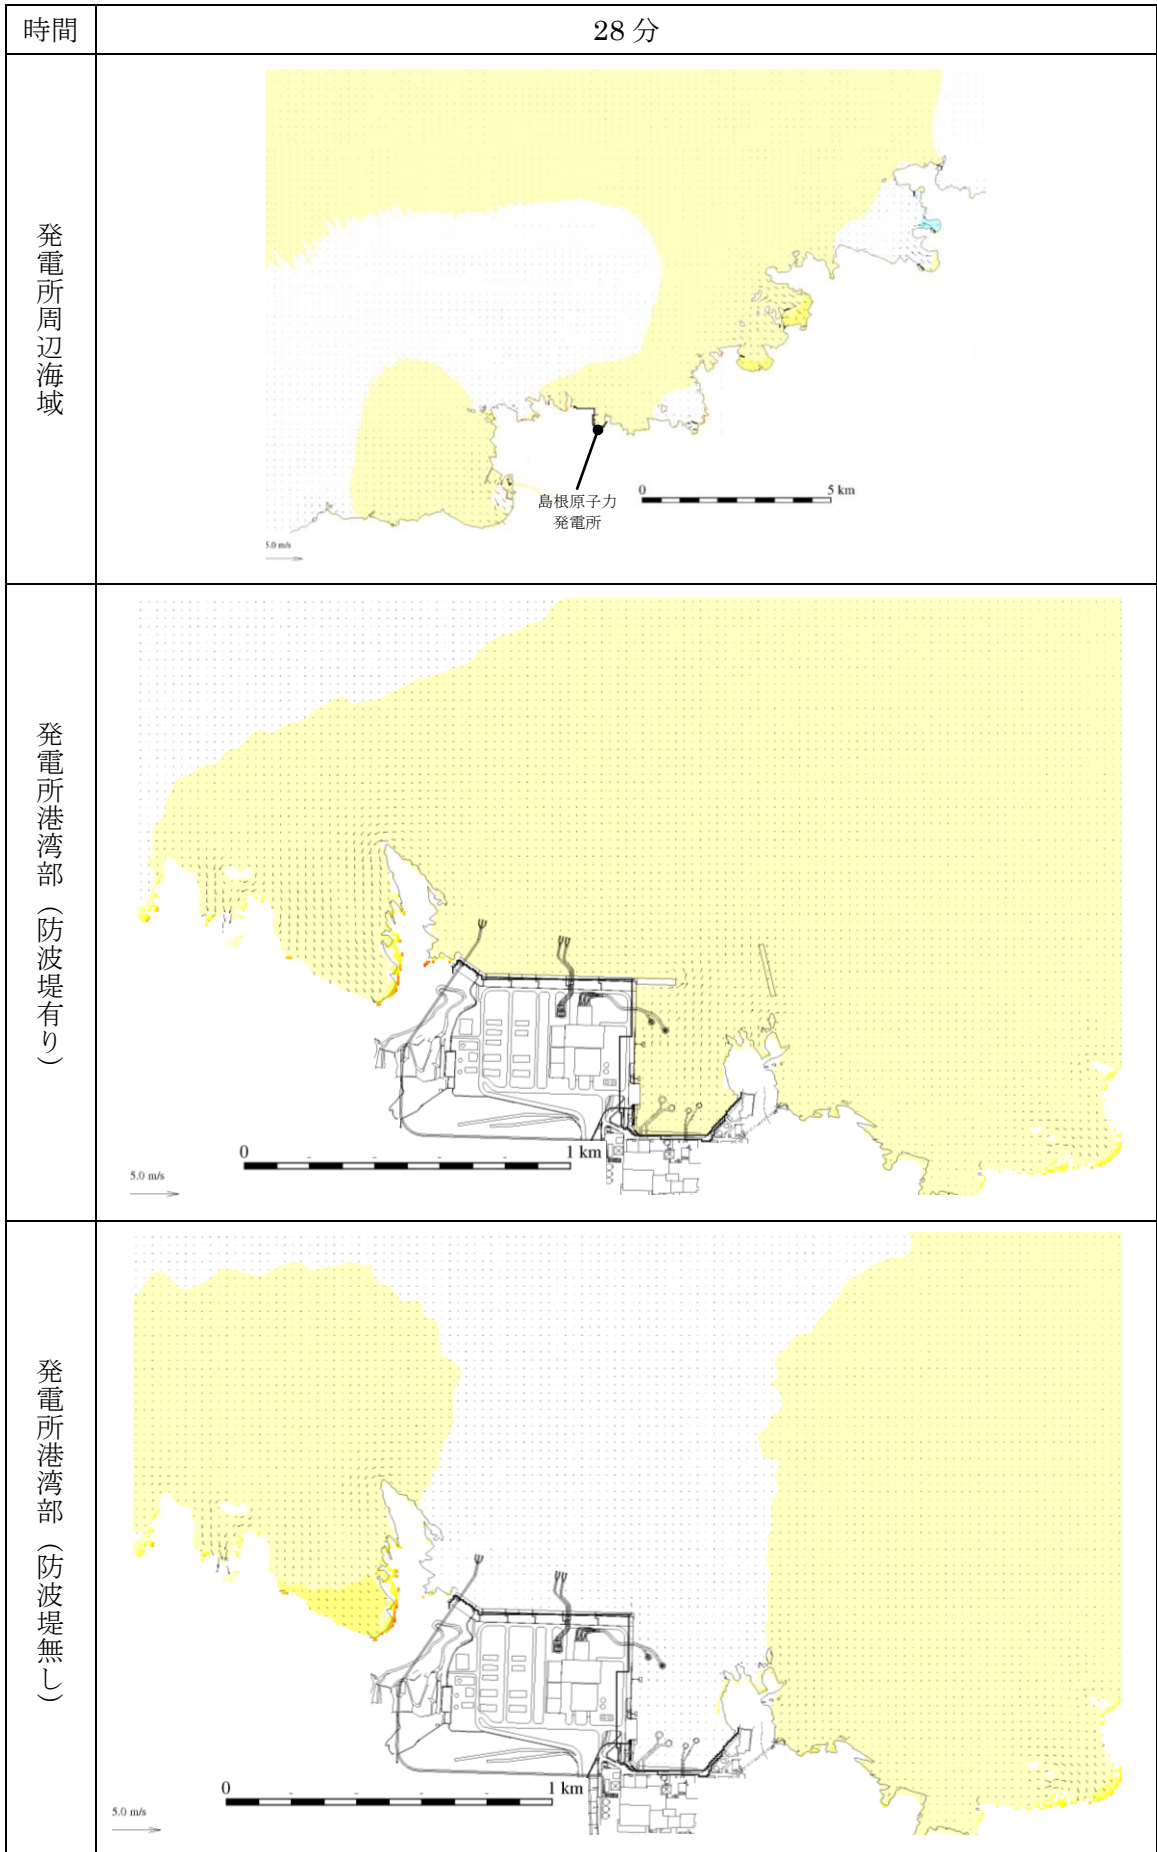 時間
28 分
発電所周辺海域
島根原子力
発電所
0
5 km
5.0 m/s
発電所港湾部（防波堤有り）
0
1 km
5.0 m/s
発電所港湾部（防波堤無し）
0
1 km
5.0 m/s